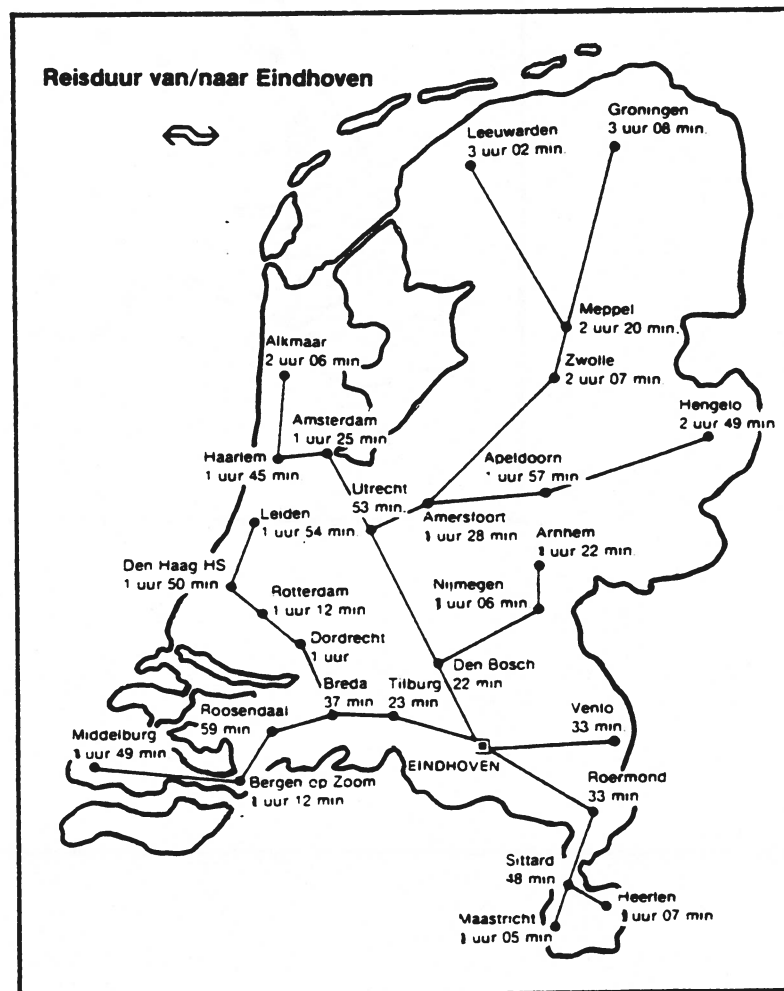 Reisduur van/naar Eindhoven
Groningen
3 uur 08 min.
Leeuwarden
3 uur 02 min.
Meppel
2 uur 20 min.
Alkmaar
2 uur 06 min
Zwolle
2 uur 07 min.
Hengelo
2 uur 49 min
Amsterdam
1 uur 25 min
Haarlem
1 uur 45 min
Apeldoorn
1 uur 57 min
Utrecht
53 min.
Amersfoort
1 uur 28 min
Leiden
1 uur 54 min.
Arnhem
1 uur 22 min.
Den Haag HS
1 uur 50 min
Nijmegen
1 uur 06 min
Rotterdam
1 uur 12 min
Dordrecht
1 uur
Den Bosch
22 min
Breda
37 min
Tilburg
23 min
Roosendaal
59 min
Venlo
33 min.
Middelburg
1 uur 49 min
EINDHOVEN
Roermond
33 min
Bergen op Zoom
1 uur 12 min
Sittard
48 min
Heerlen
1 uur 07 min
Maastricht
1 uur 05 min